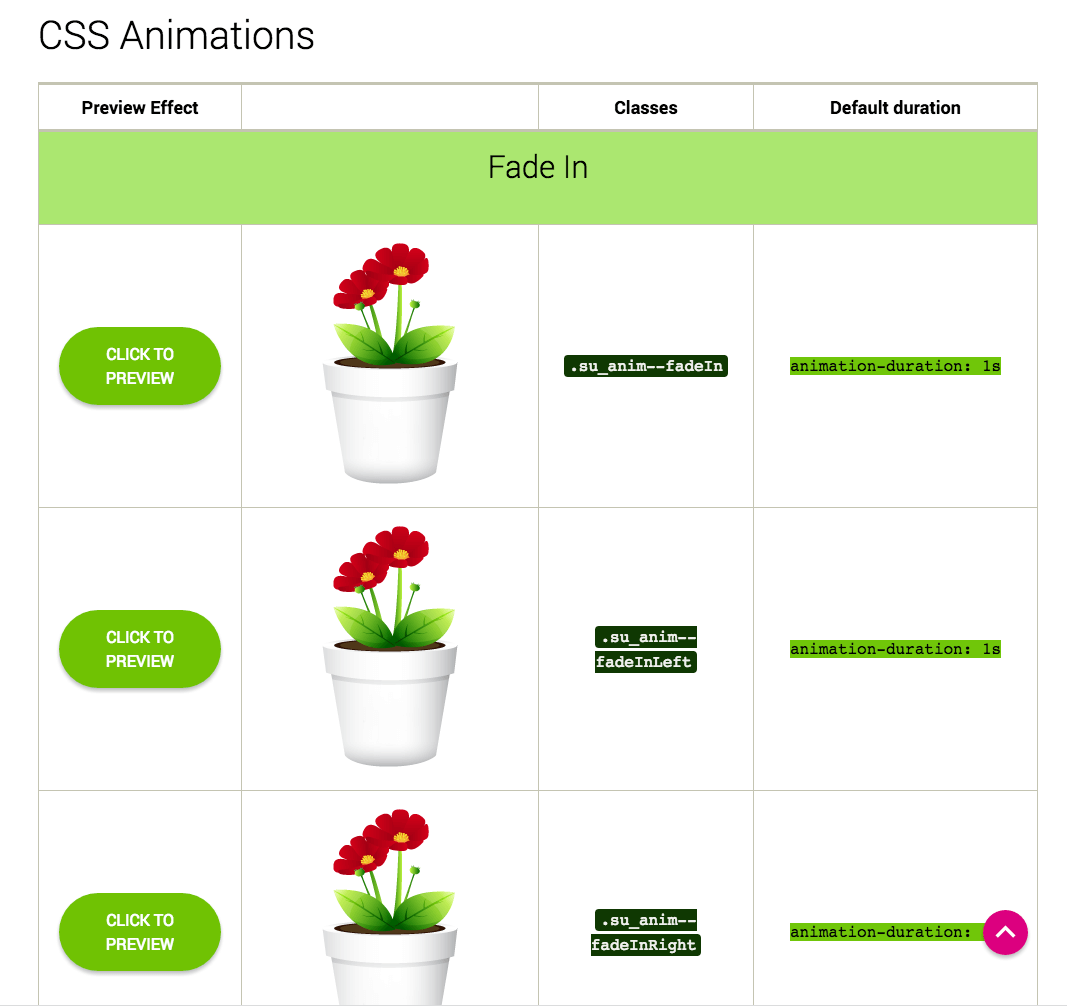 CSS Animations
Preview Effect Classes Default duration
Fade In
CLICK TO
PREVIEW
.su_anim--fadeIn
animation-duration: 1s
CLICK TO
PREVIEW
.su_anim--
fadeInLeft
animation-duration: 1s
CLICK TO
PREVIEW
.su_anim--
fadeInRight
animation-duration: